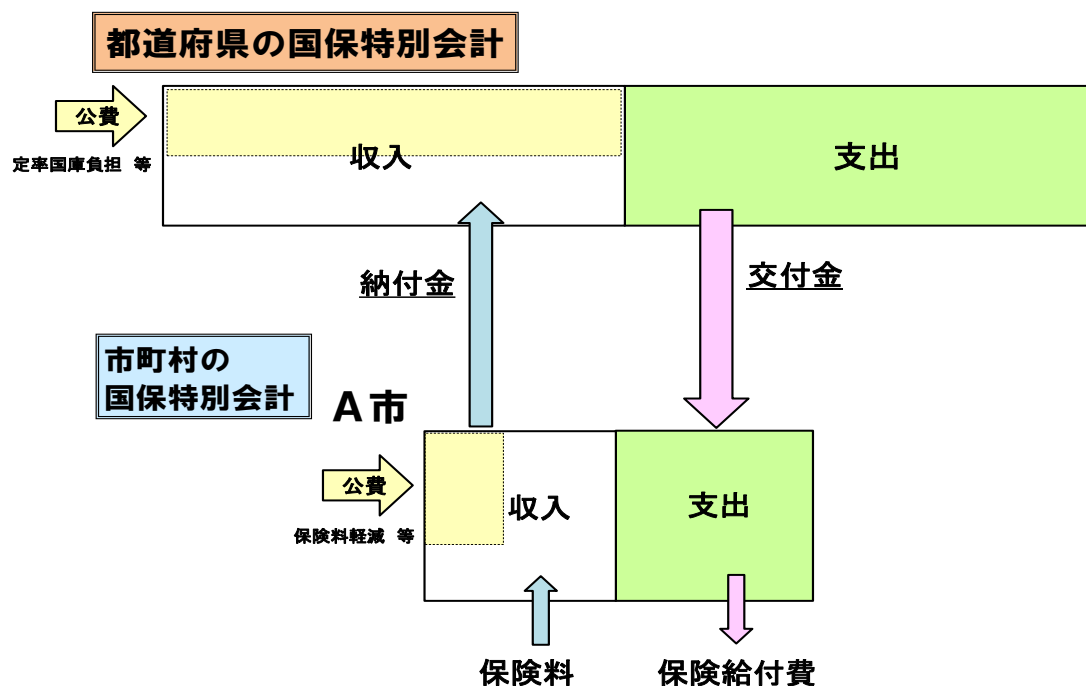 都道府県の国保特別会計
公費
定率国庫負担 等
収入
支出
納付金
交付金
市町村の
国保特別会計
A市
公費
保険料軽減 等
収入
支出
保険料
保険給付費